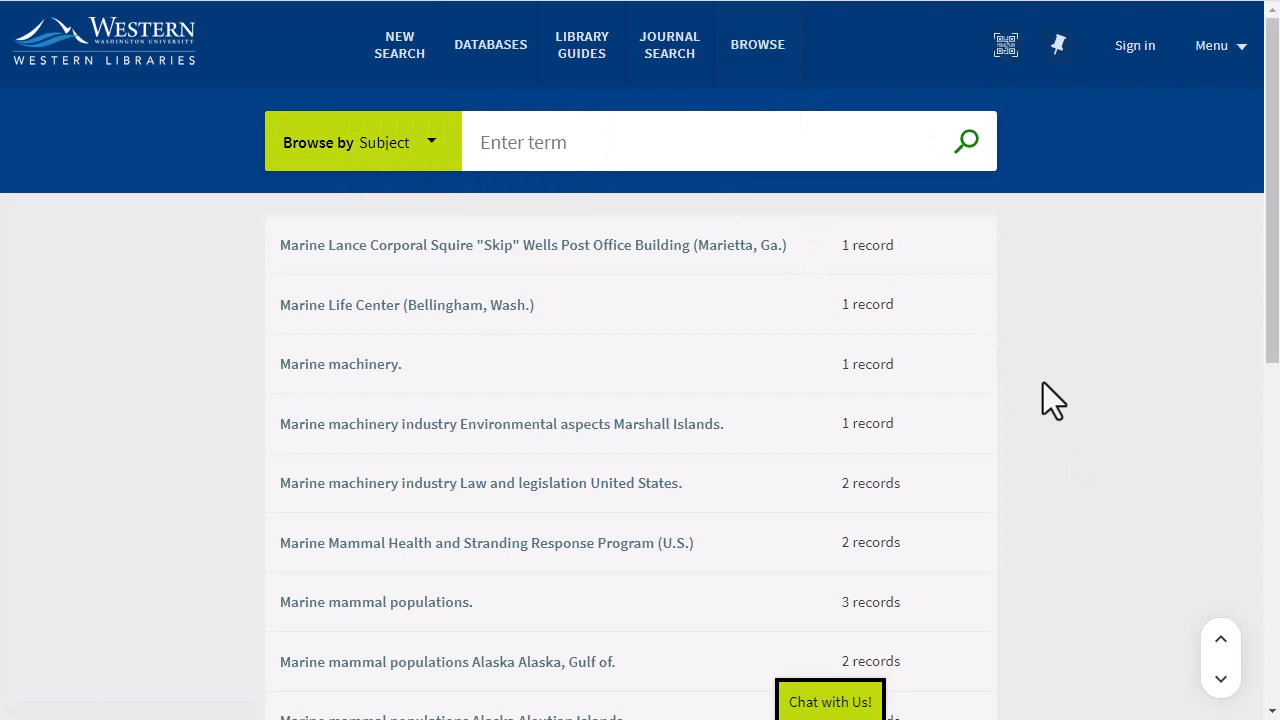 WESTERN
WASHINGTON UNIVERSITY
WESTERN LIBRARIES
NEW SEARCH
DATABASES
LIBRARY GUIDES
JOURNAL SEARCH
BROWSE
Sign in
Menu
Browse by Subject
Enter term
Marine Lance Corporal Squire "Skip" Wells Post Office Building (Marietta, Ga.) 1 record
Marine Life Center (Bellingham, Wash.) 1 record
Marine machinery. 1 record
Marine machinery industry Environmental aspects Marshall Islands. 1 record
Marine machinery industry Law and legislation United States. 2 records
Marine Mammal Health and Stranding Response Program (U.S.) 2 records
Marine mammal populations. 3 records
Marine mammal populations Alaska Alaska, Gulf of. 2 records
Chat with Us!
Marine mammal populations Alaska Aleutian Islands.